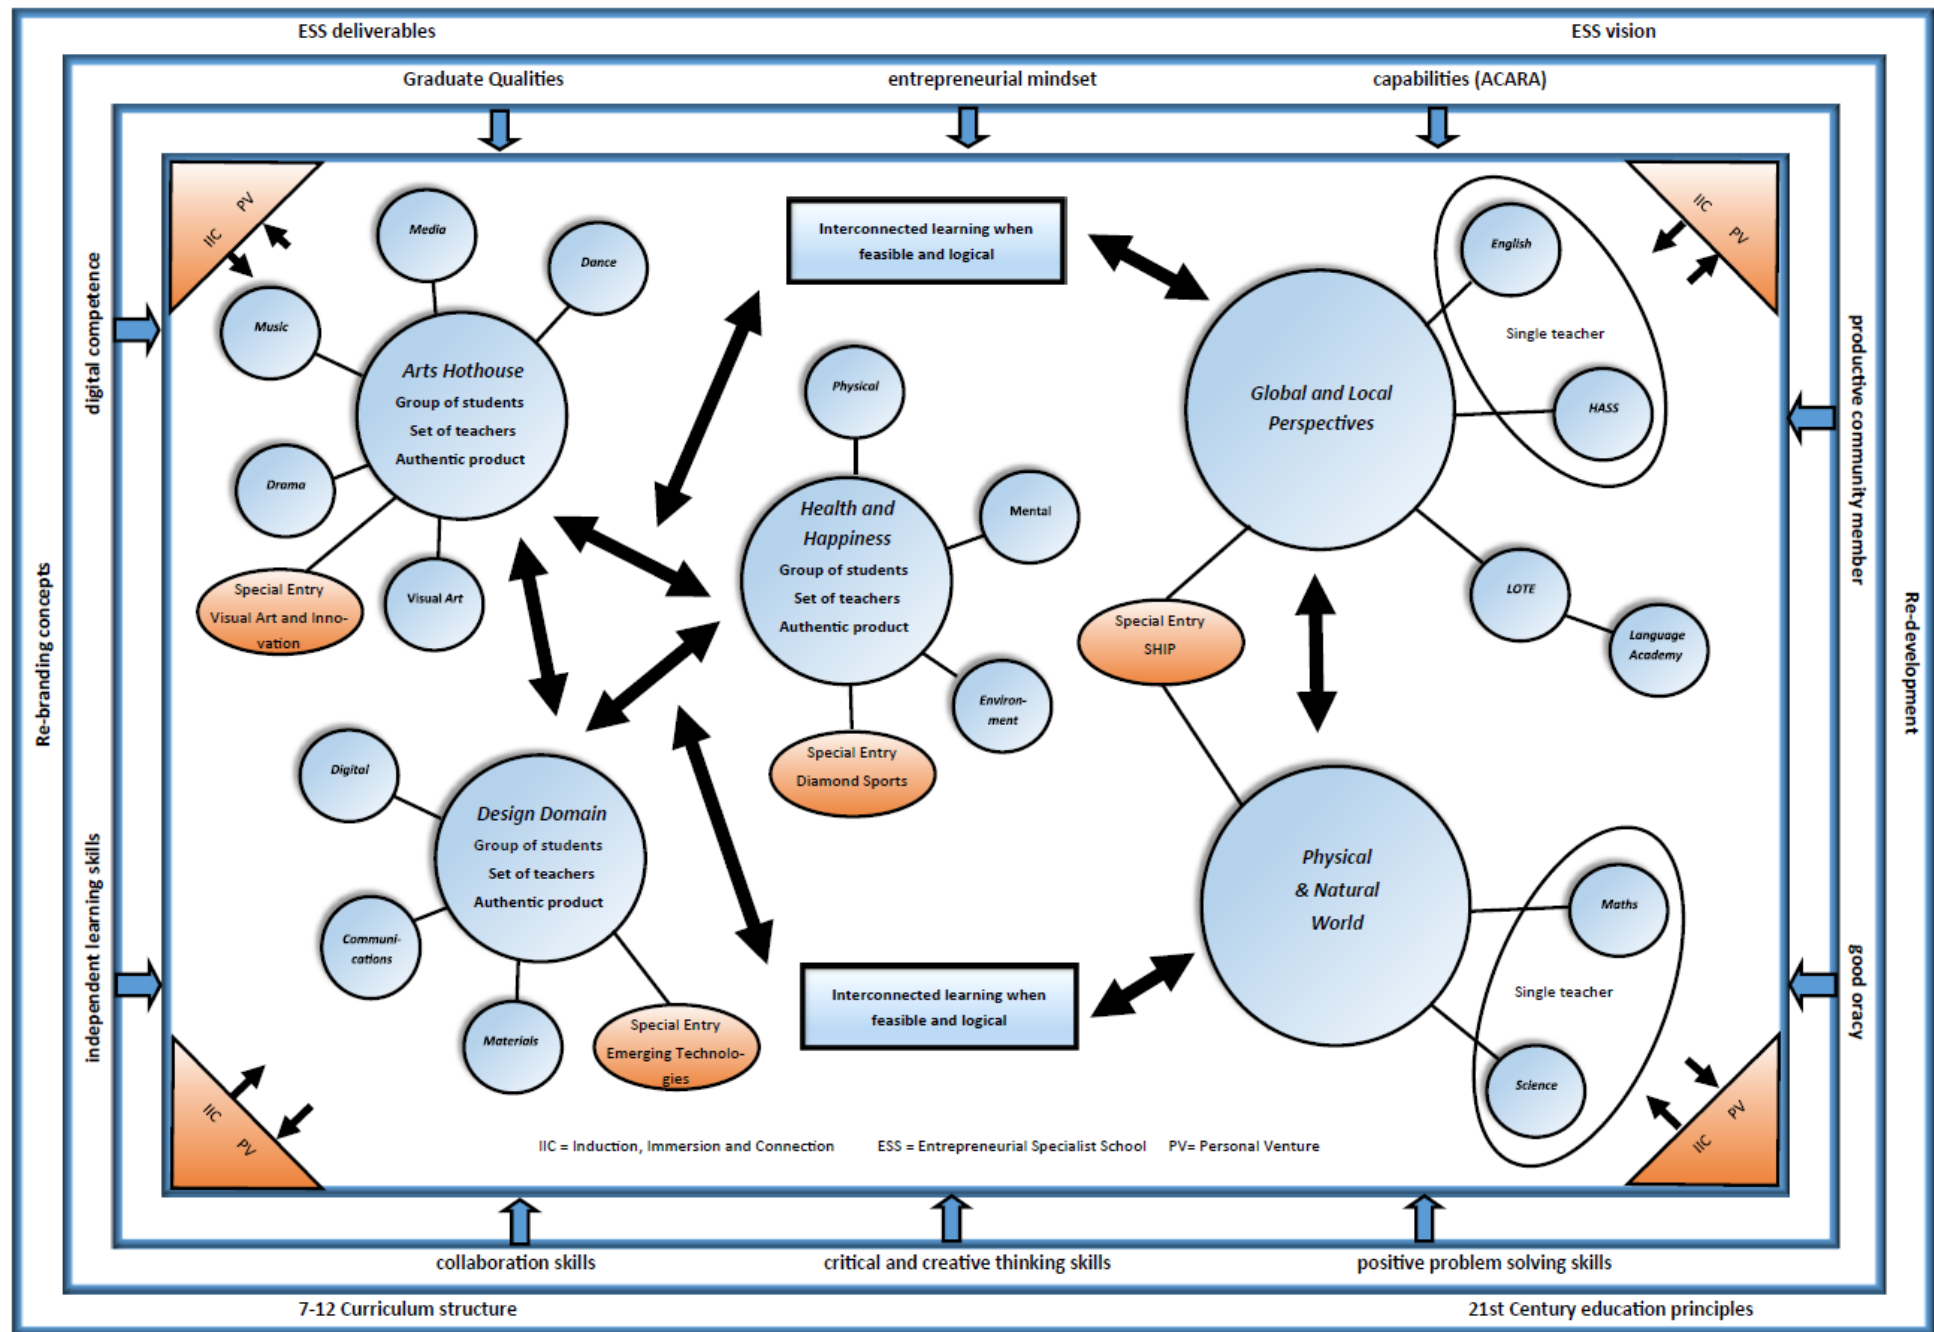 ESS deliverables
ESS vision
Graduate Qualities
entrepreneurial mindset
capabilities (ACARA)
Re-branding concepts
digital competence
independent learning skills
productive community member
good oracy
Re-development
IIC
PV
IIC
PV
Media
Dance
Music
Arts Hothouse
Group of students
Set of teachers
Authentic product
Drama
Special Entry
Visual Art and Inno-
vation
Visual Art
Interconnected learning when
feasible and logical
Physical
Health and
Happiness
Group of students
Set of teachers
Authentic product
Mental
Environ-
ment
Special Entry
Diamond Sports
English
Single teacher
HASS
Global and Local
Perspectives
LOTE
Language
Academy
Special Entry
SHIP
Digital
Design Domain
Group of students
Set of teachers
Authentic product
Communi-
cations
Materials
Special Entry
Emerging Technolo-
gies
Interconnected learning when
feasible and logical
Physical
& Natural
World
Maths
Single teacher
Science
IIC
PV
IIC
PV
IIC = Induction, Immersion and Connection
ESS = Entrepreneurial Specialist School
PV= Personal Venture
collaboration skills
critical and creative thinking skills
positive problem solving skills
7-12 Curriculum structure
21st Century education principles